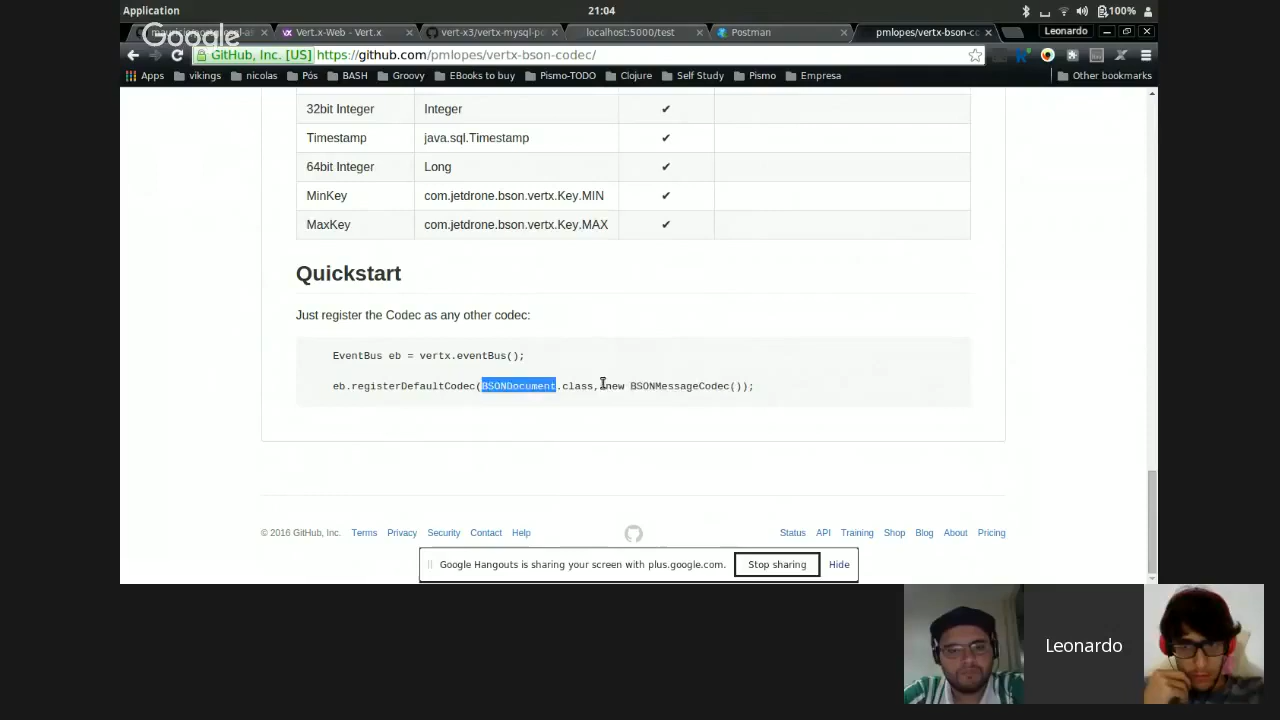 Application
21:04
100%
Google
Vert.x-Web - Vert.x
vert-x3/vertx-mysql-p
localhost:5000/test
Postman
pmlopes/vertx-bson-c
Leonardo
GitHub, Inc. [US] https://github.com/pmlopes/vertx-bson-codec/
Apps vikings nicolas Pós BASH Groovy EBooks to buy Pismo-TODO Clojure Self Study Pismo Empresa Other bookmarks
32bit Integer Integer ✔
Timestamp java.sql.Timestamp ✔
64bit Integer Long ✔
MinKey com.jetdrone.bson.vertx.Key.MIN ✔
MaxKey com.jetdrone.bson.vertx.Key.MAX ✔
Quickstart
Just register the Codec as any other codec:
EventBus eb = vertx.eventBus();
eb.registerDefaultCodec(BSONDocument.class, new BSONMessageCodec());
© 2016 GitHub, Inc. Terms Privacy Security Contact Help Status API Training Shop Blog About Pricing
Google Hangouts is sharing your screen with plus.google.com. Stop sharing Hide
Leonardo